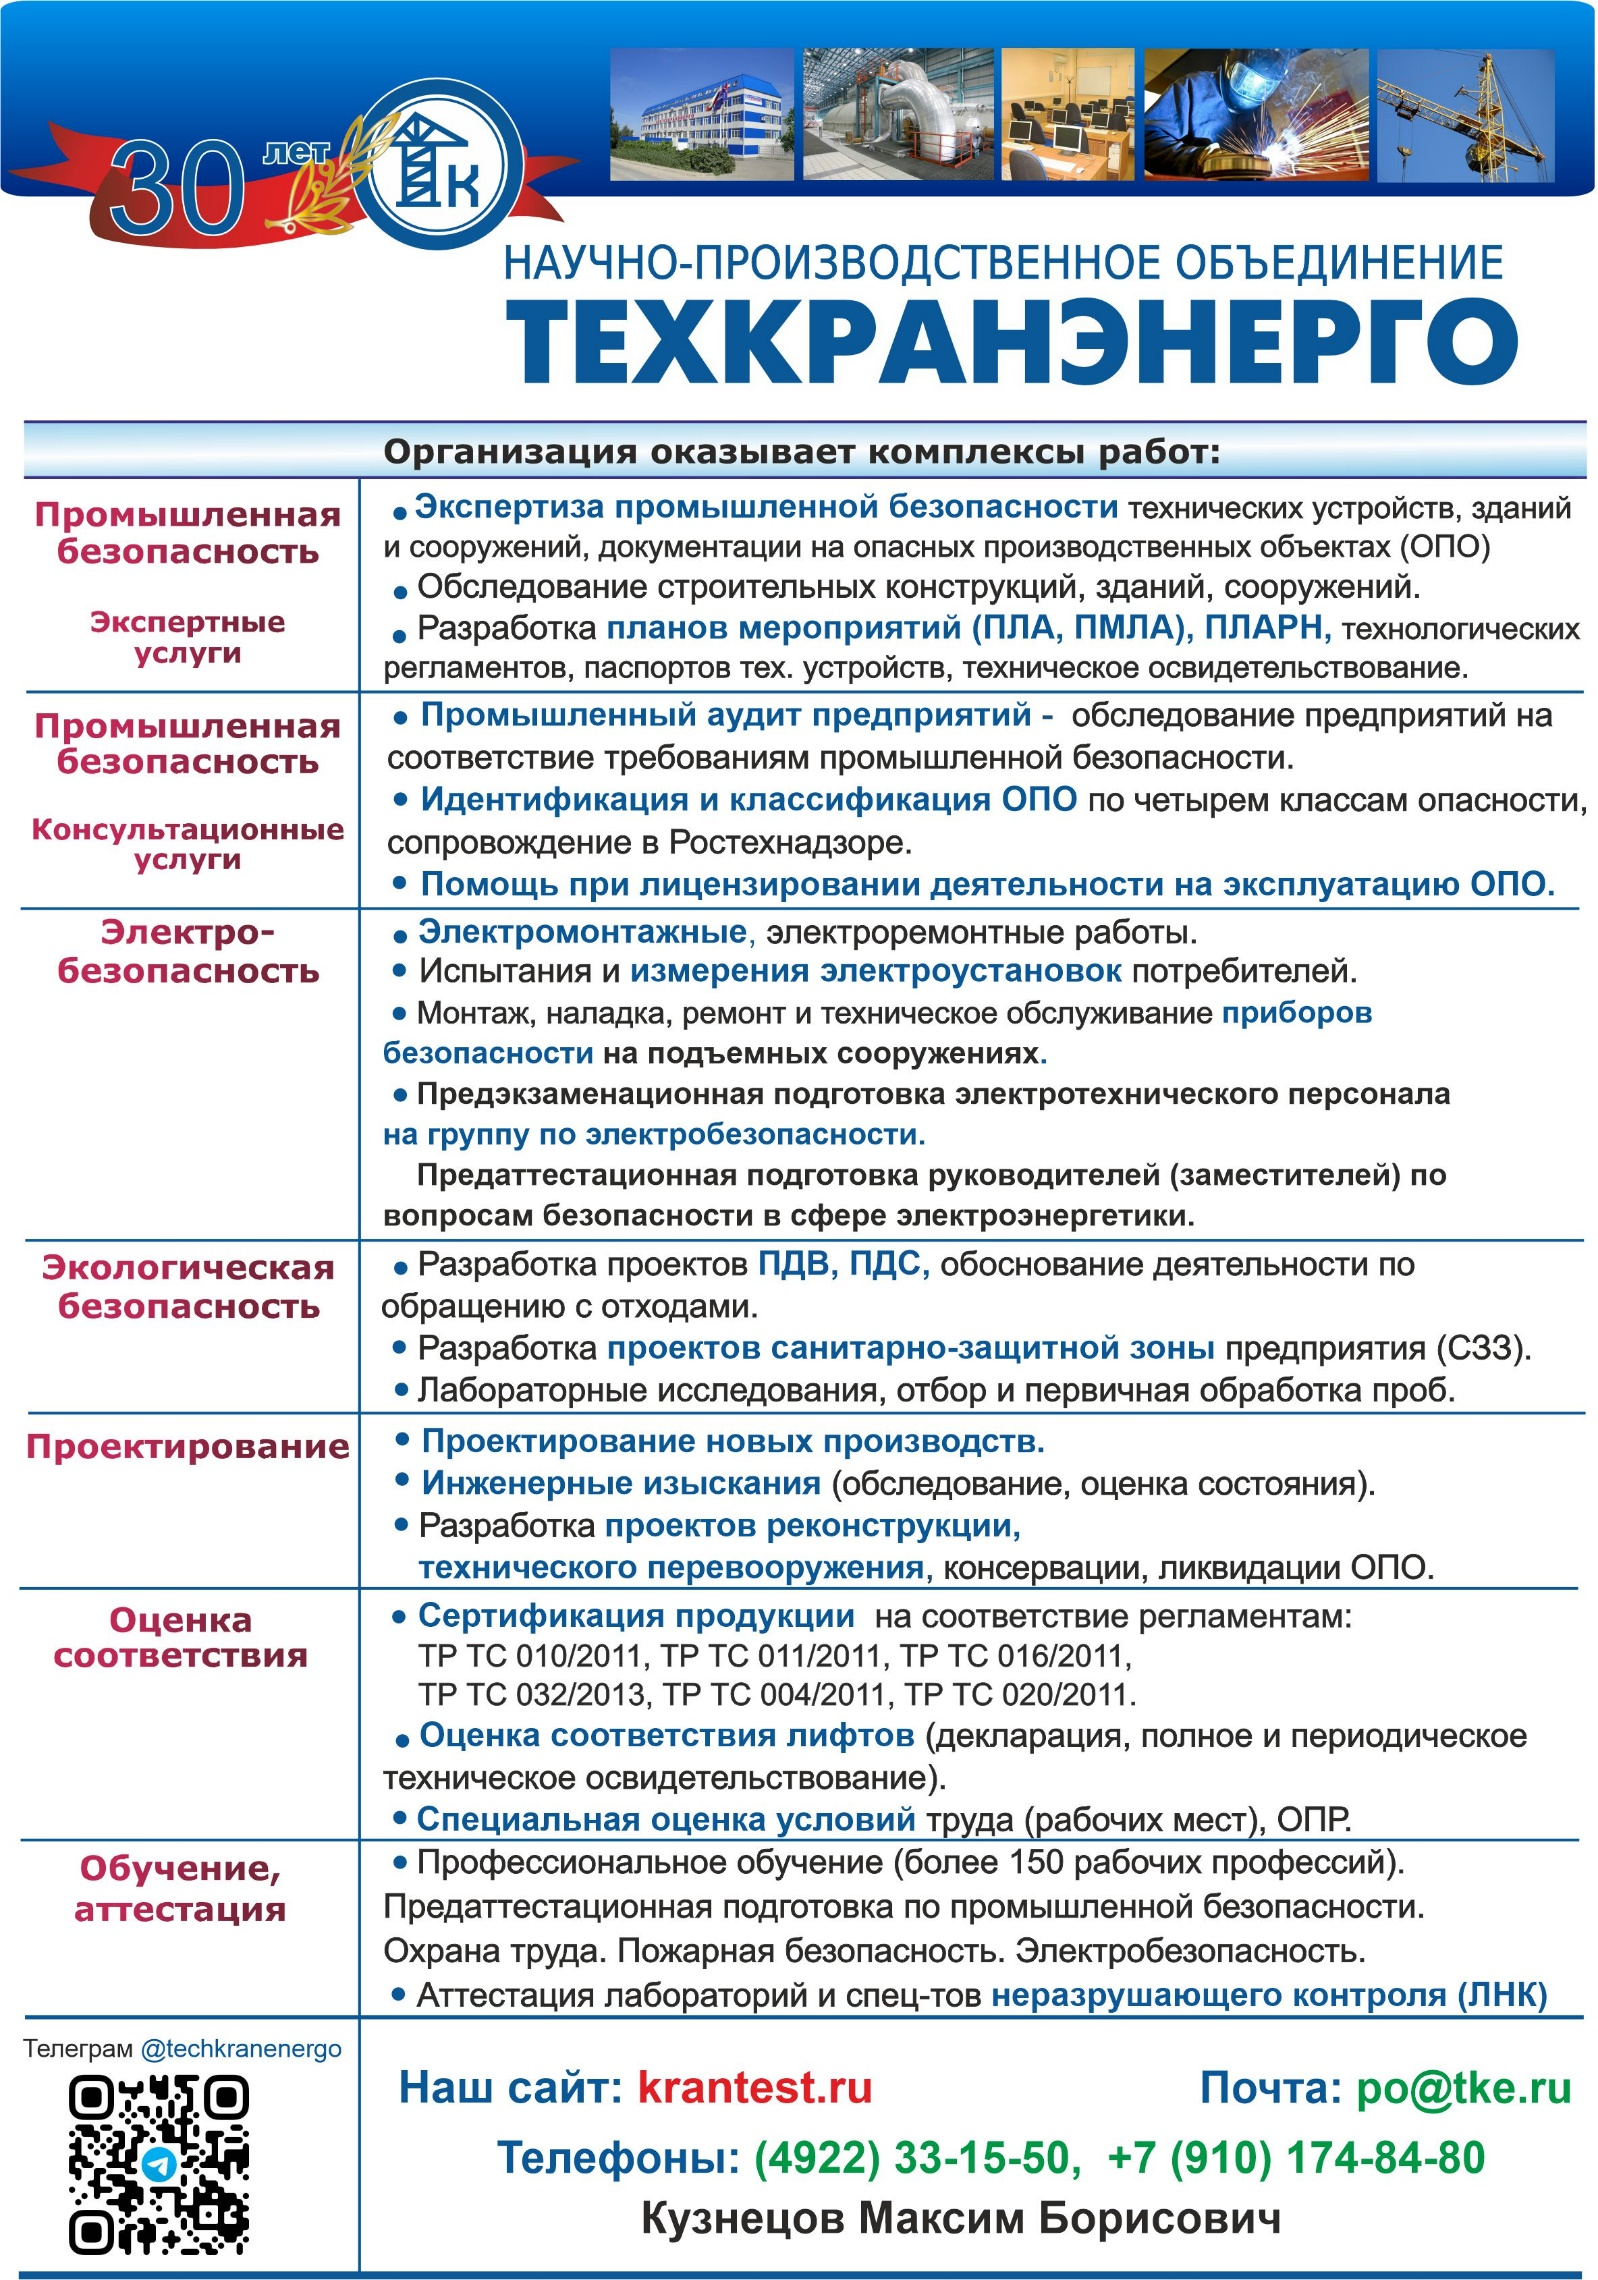 30 лет
ТК
НАУЧНО-ПРОИЗВОДСТВЕННОЕ ОБЪЕДИНЕНИЕ
ТЕХКРАНЭНЕРГО
Организация оказывает комплексы работ:
Промышленная
безопасность
Экспертные
услуги
• Экспертиза промышленной безопасности технических устройств, зданий
и сооружений, документации на опасных производственных объектах (ОПО)
• Обследование строительных конструкций, зданий, сооружений.
• Разработка планов мероприятий (ПЛА, ПМЛА), ПЛАРН, технологических
регламентов, паспортов тех. устройств, техническое освидетельствование.
Промышленная
безопасность
Консультационные
услуги
• Промышленный аудит предприятий - обследование предприятий на
соответствие требованиям промышленной безопасности.
• Идентификация и классификация ОПО по четырем классам опасности,
сопровождение в Ростехнадзоре.
• Помощь при лицензировании деятельности на эксплуатацию ОПО.
Электро-
безопасность
• Электромонтажные, электроремонтные работы.
• Испытания и измерения электроустановок потребителей.
• Монтаж, наладка, ремонт и техническое обслуживание приборов
безопасности на подъемных сооружениях.
• Предэкзаменационная подготовка электротехнического персонала
на группу по электробезопасности.
Предаттестационная подготовка руководителей (заместителей) по
вопросам безопасности в сфере электроэнергетики.
Экологическая
безопасность
• Разработка проектов ПДВ, ПДС, обоснование деятельности по
обращению с отходами.
• Разработка проектов санитарно-защитной зоны предприятия (СЗЗ).
• Лабораторные исследования, отбор и первичная обработка проб.
Проектирование
• Проектирование новых производств.
• Инженерные изыскания (обследование, оценка состояния).
• Разработка проектов реконструкции,
технического перевооружения, консервации, ликвидации ОПО.
Оценка
соответствия
• Сертификация продукции на соответствие регламентам:
ТР ТС 010/2011, ТР ТС 011/2011, ТР ТС 016/2011,
ТР ТС 032/2013, ТР ТС 004/2011, ТР ТС 020/2011.
• Оценка соответствия лифтов (декларация, полное и периодическое
техническое освидетельствование).
• Специальная оценка условий труда (рабочих мест), ОПР.
Обучение,
аттестация
• Профессиональное обучение (более 150 рабочих профессий).
Предаттестационная подготовка по промышленной безопасности.
Охрана труда. Пожарная безопасность. Электробезопасность.
• Аттестация лабораторий и спец-тов неразрушающего контроля (ЛНК)
Телеграм @techkranenergo
Наш сайт: krantest.ru Почта: po@tke.ru
Телефоны: (4922) 33-15-50, +7 (910) 174-84-80
Кузнецов Максим Борисович